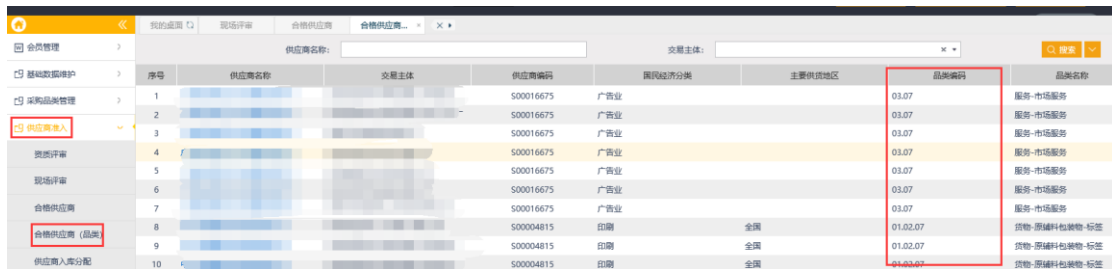 我的桌面 现场评审 合格供应商 合格供应商... × ×
会员管理
供应商名称: 交易主体: × 搜索
基础数据维护
序号 供应商名称 交易主体 供应商编码 国民经济分类 主要供货地区 品类编码 品类名称
1 S00016675 广告业 03.07 服务-市场服务
采购品类管理
2 S00016675 广告业 03.07 服务-市场服务
供应商准入
3 S00016675 广告业 03.07 服务-市场服务
资质评审
4 S00016675 广告业 03.07 服务-市场服务
5 S00016675 广告业 03.07 服务-市场服务
现场评审
6 S00016675 广告业 03.07 服务-市场服务
合格供应商
7 S00016675 广告业 03.07 服务-市场服务
8 S00004815 印刷 全国 01.02.07 货物-原辅料包装物-标签
合格供应商（品类）
9 S00004815 印刷 全国 01.02.07 货物-原辅料包装物-标签
供应商入库分配
10 S00004815 印刷 全国 01.02.07 货物-原辅料包装物-标签